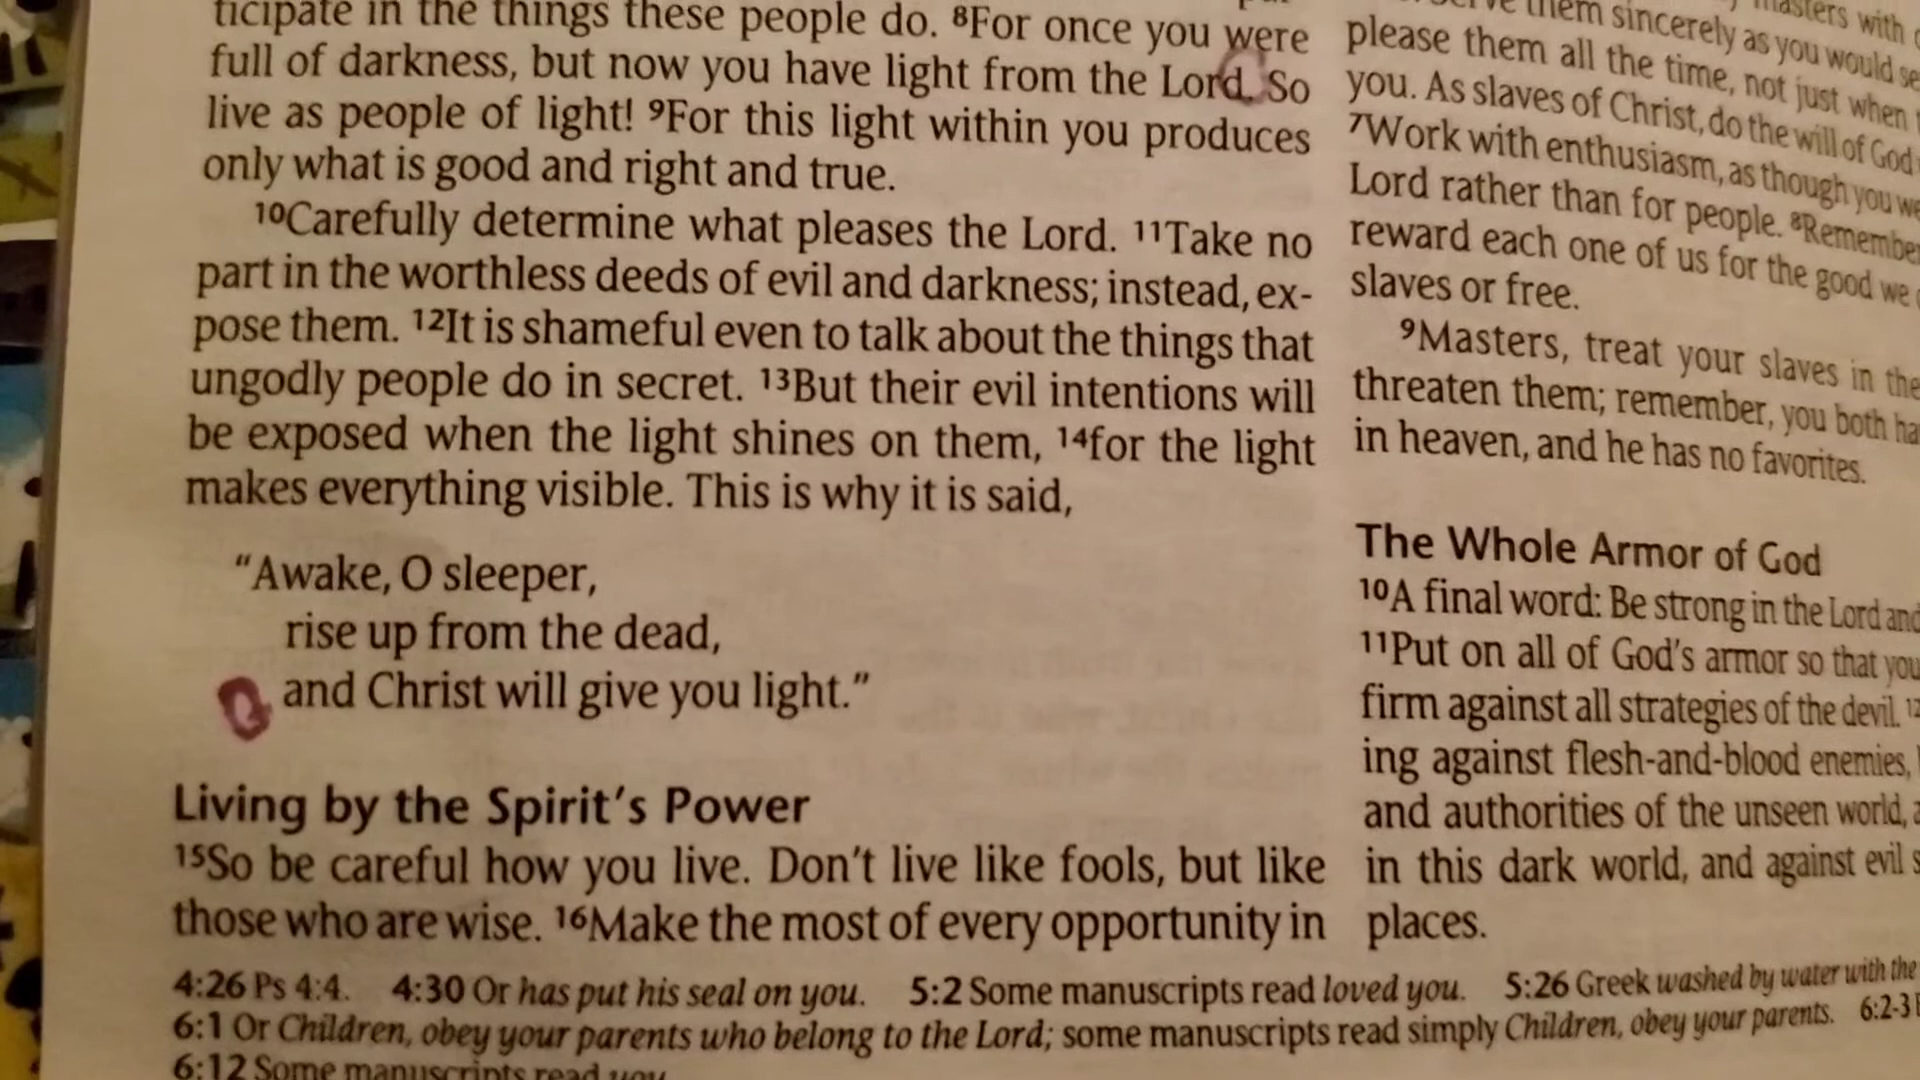 ticipate in the things these people do. 8For once you were
full of darkness, but now you have light from the Lord. So
live as people of light! 9For this light within you produces
only what is good and right and true.
10Carefully determine what pleases the Lord. 11Take no
part in the worthless deeds of evil and darkness; instead, ex-
pose them. 12It is shameful even to talk about the things that
ungodly people do in secret. 13But their evil intentions will
be exposed when the light shines on them, 14for the light
makes everything visible. This is why it is said,
“Awake, O sleeper,
rise up from the dead,
and Christ will give you light.”
Living by the Spirit’s Power
15So be careful how you live. Don’t live like fools, but like
those who are wise. 16Make the most of every opportunity in
masters with
them sincerely as you would se
please them all the time, not just when
you. As slaves of Christ, do the will of God
7Work with enthusiasm, as though you we
Lord rather than for people. 8Remember
reward each one of us for the good we
slaves or free.
9Masters, treat your slaves in the
threaten them; remember, you both ha
in heaven, and he has no favorites.
The Whole Armor of God
10A final word: Be strong in the Lord and
11Put on all of God’s armor so that you
firm against all strategies of the devil. 12
ing against flesh-and-blood enemies,
and authorities of the unseen world,
in this dark world, and against evil s
places.
4:26 Ps 4:4. 4:30 Or has put his seal on you. 5:2 Some manuscripts read loved you. 5:26 Greek washed by water with the
6:1 Or Children, obey your parents who belong to the Lord; some manuscripts read simply Children, obey your parents. 6:2-3
6:12 Some manuscripts read you